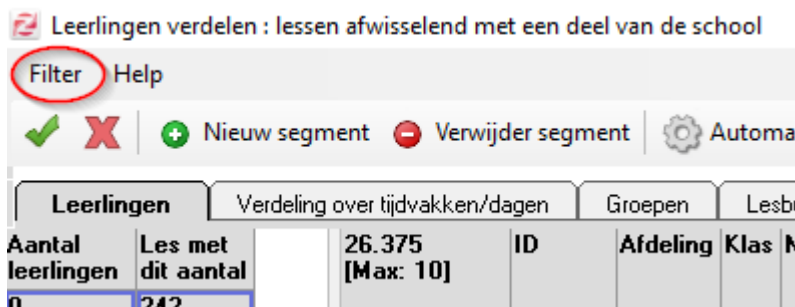 Leerlingen verdelen : lessen afwisselend met een deel van de school
Filter Help
Nieuw segment Verwijder segment
Leerlingen Verdeling over tijdvakken/dagen Groepen
Aantal leerlingen Les met dit aantal 26.375 [Max: 10] ID Afdeling Klas
242